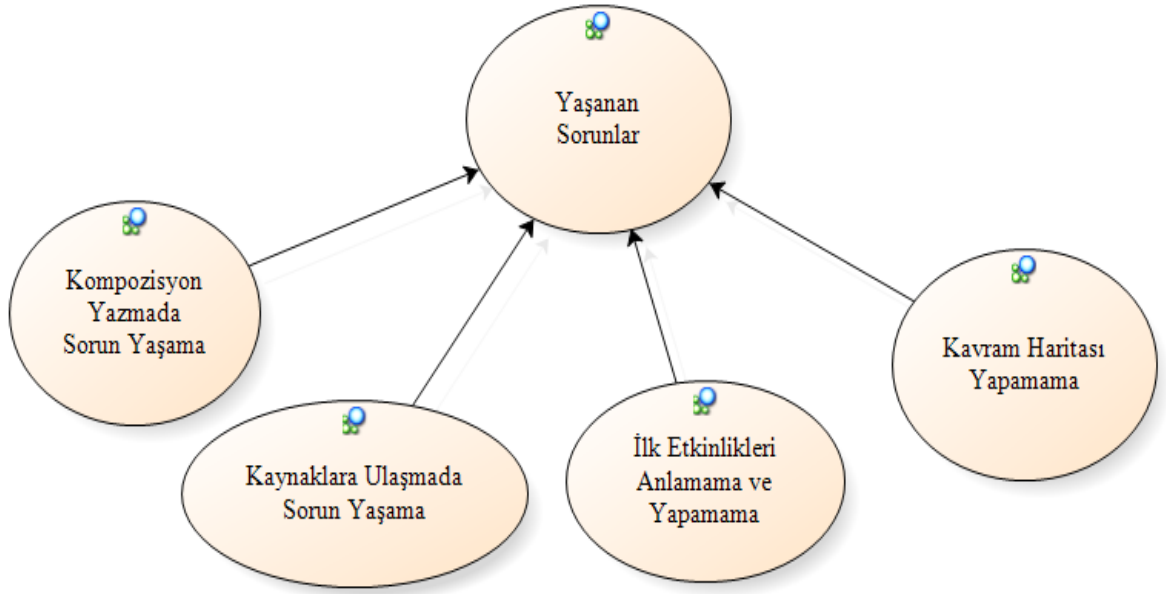 Yaşanan
Sorunlar
Kompozisyon
Yazmada
Sorun Yaşama
Kaynaklara Ulaşmada
Sorun Yaşama
İlk Etkinlikleri
Anlamama ve
Yapamama
Kavram Haritası
Yapamama